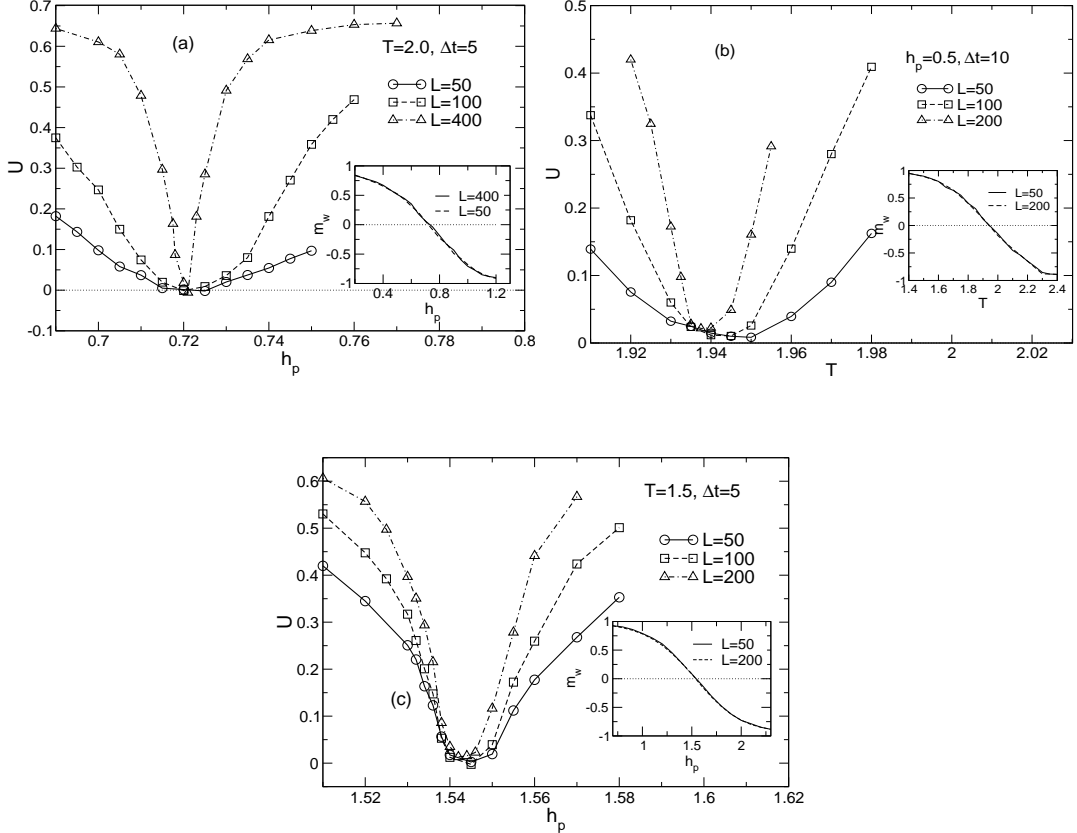 (a)
T=2.0, Δt=5
L=50
L=100
L=400
U
0.7
0.6
0.5
0.4
0.3
0.2
0.1
0
-0.1
0.7 0.72 0.74 0.76 0.78 0.8
h_p
L=400
L=50
m_w
1
0.5
0
-0.5
-1
0.4 0.8 1.2
h_p
(b)
h_p=0.5, Δt=10
L=50
L=100
L=200
U
0.5
0.4
0.3
0.2
0.1
0
1.92 1.94 1.96 1.98 2 2.02
T
L=50
L=200
m_w
1
0.5
0
-0.5
-1
1.4 1.6 1.8 2 2.2 2.4
T
(c)
T=1.5, Δt=5
L=50
L=100
L=200
U
0.6
0.5
0.4
0.3
0.2
0.1
0
1.52 1.54 1.56 1.58 1.6 1.62
h_p
L=50
L=200
m_w
1
0.5
0
-0.5
-1
1 1.5 2
h_p